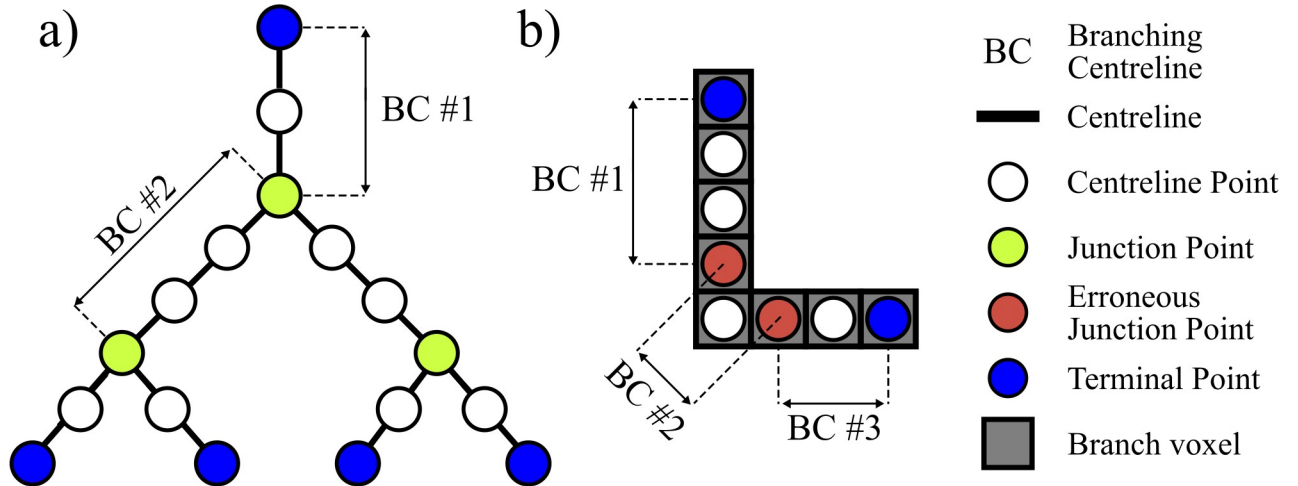 a)
BC #1
BC #2
b)
BC #1
BC #2
BC #3
BC
Branching
Centreline
Centreline
Centreline Point
Junction Point
Erroneous
Junction Point
Terminal Point
Branch voxel